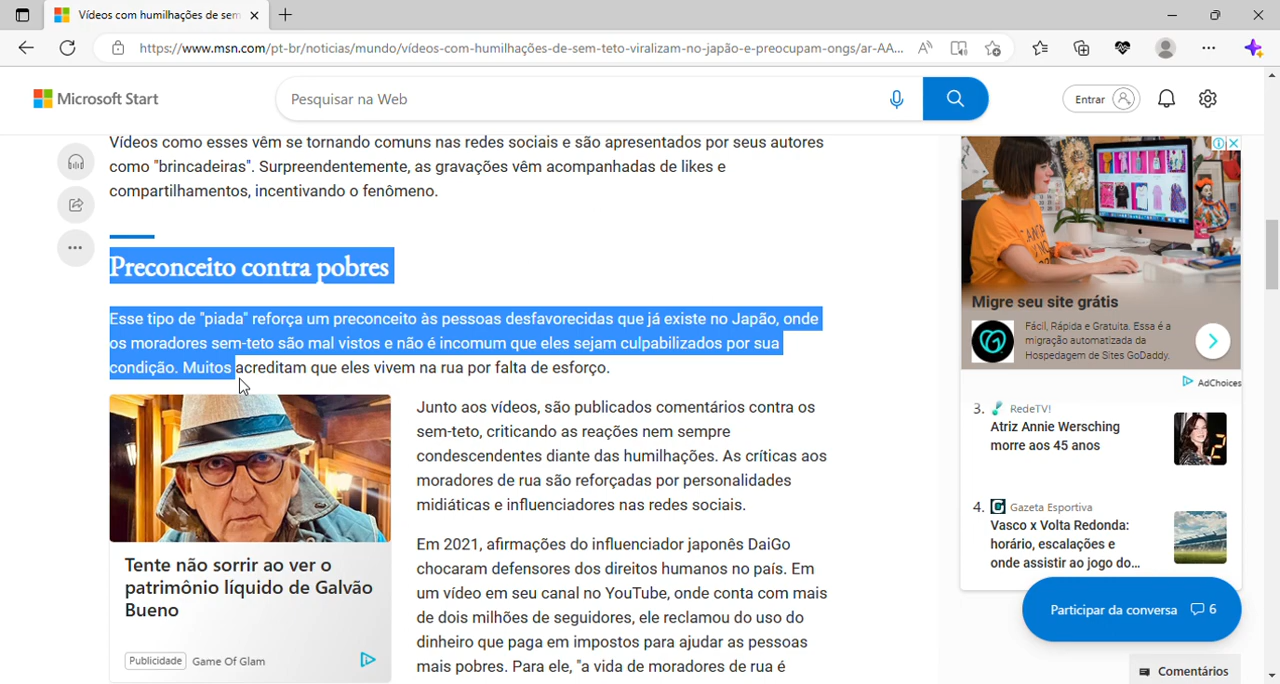 Vídeos com humilhações de sem
https://www.msn.com/pt-br/noticias/mundo/vídeos-com-humilhações-de-sem-teto-viralizam-no-japão-e-preocupam-ongs/ar-AA...
Microsoft Start
Pesquisar na Web
Entrar
Vídeos como esses vêm se tornando comuns nas redes sociais e são apresentados por seus autores
como "brincadeiras". Surpreendentemente, as gravações vêm acompanhadas de likes e
compartilhamentos, incentivando o fenômeno.
Preconceito contra pobres
Esse tipo de "piada" reforça um preconceito às pessoas desfavorecidas que já existe no Japão, onde
os moradores sem-teto são mal vistos e não é incomum que eles sejam culpabilizados por sua
condição. Muitos acreditam que eles vivem na rua por falta de esforço.
Tente não sorrir ao ver o
patrimônio líquido de Galvão
Bueno
Publicidade Game Of Glam
Junto aos vídeos, são publicados comentários contra os
sem-teto, criticando as reações nem sempre
condescendentes diante das humilhações. As críticas aos
moradores de rua são reforçadas por personalidades
midiáticas e influenciadores nas redes sociais.
Em 2021, afirmações do influenciador japonês DaiGo
chocaram defensores dos direitos humanos no país. Em
um vídeo em seu canal no YouTube, onde conta com mais
de dois milhões de seguidores, ele reclamou do uso do
dinheiro que paga em impostos para ajudar as pessoas
mais pobres. Para ele, "a vida de moradores de rua é
Migre seu site grátis
Fácil, Rápida e Gratuita. Essa é a
migração automatizada da
Hospedagem de Sites GoDaddy.
AdChoices
3. RedeTV!
Atriz Annie Wersching
morre aos 45 anos
4. Gazeta Esportiva
Vasco x Volta Redonda:
horário, escalações e
onde assistir ao jogo do...
Participar da conversa 6
Comentários